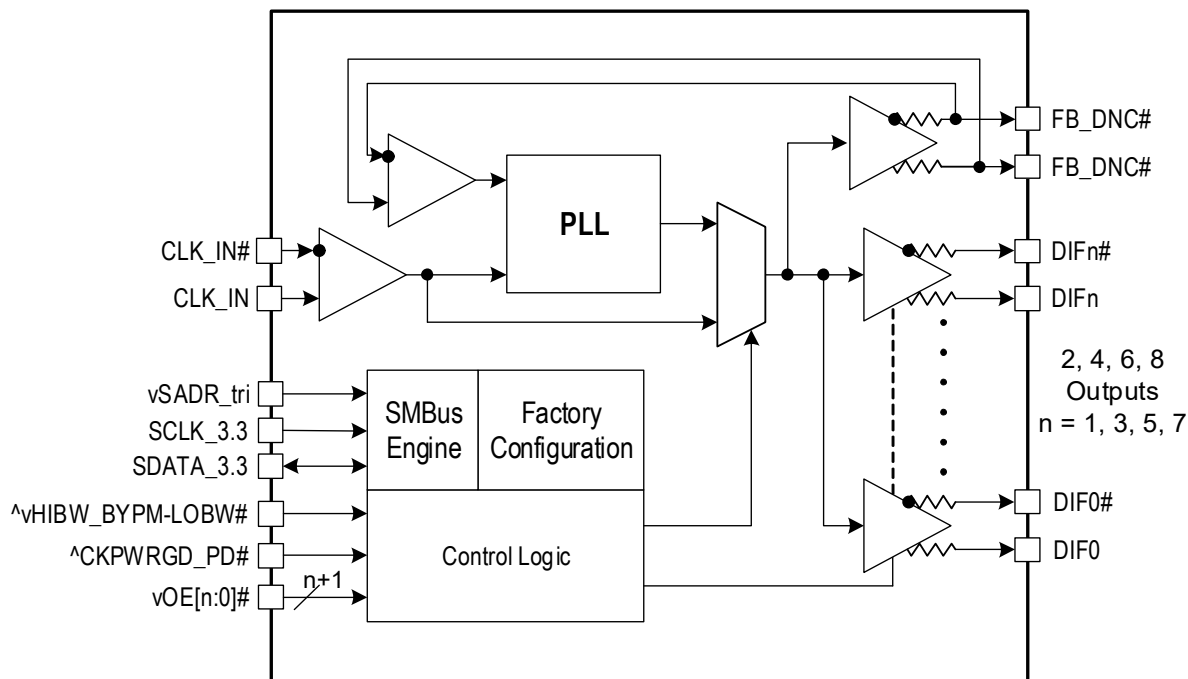 FB_DNC#
FB_DNC#
PLL
CLK_IN#
CLK_IN
DIFn#
DIFn
2, 4, 6, 8
Outputs
n = 1, 3, 5, 7
vSADR_tri
SCLK_3.3
SDATA_3.3
^vHIBW_BYPM-LOBW#
^CKPWRGD_PD#
vOE[n:0]#
n+1
SMBus
Engine
Factory
Configuration
Control Logic
DIF0#
DIF0